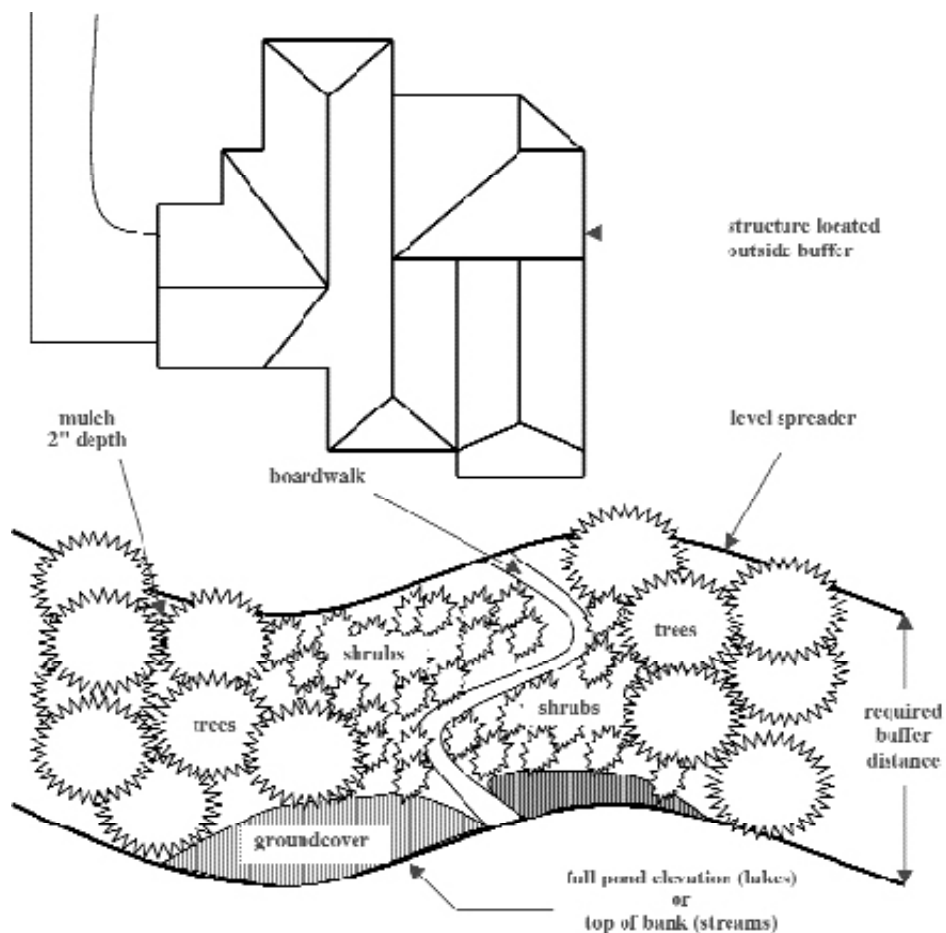 structure located
outside buffer
mulch
2" depth
level spreader
boardwalk
shrubs
trees
trees
shrubs
required
buffer
distance
groundcover
full pond elevation (lakes)
or
top of bank (streams)